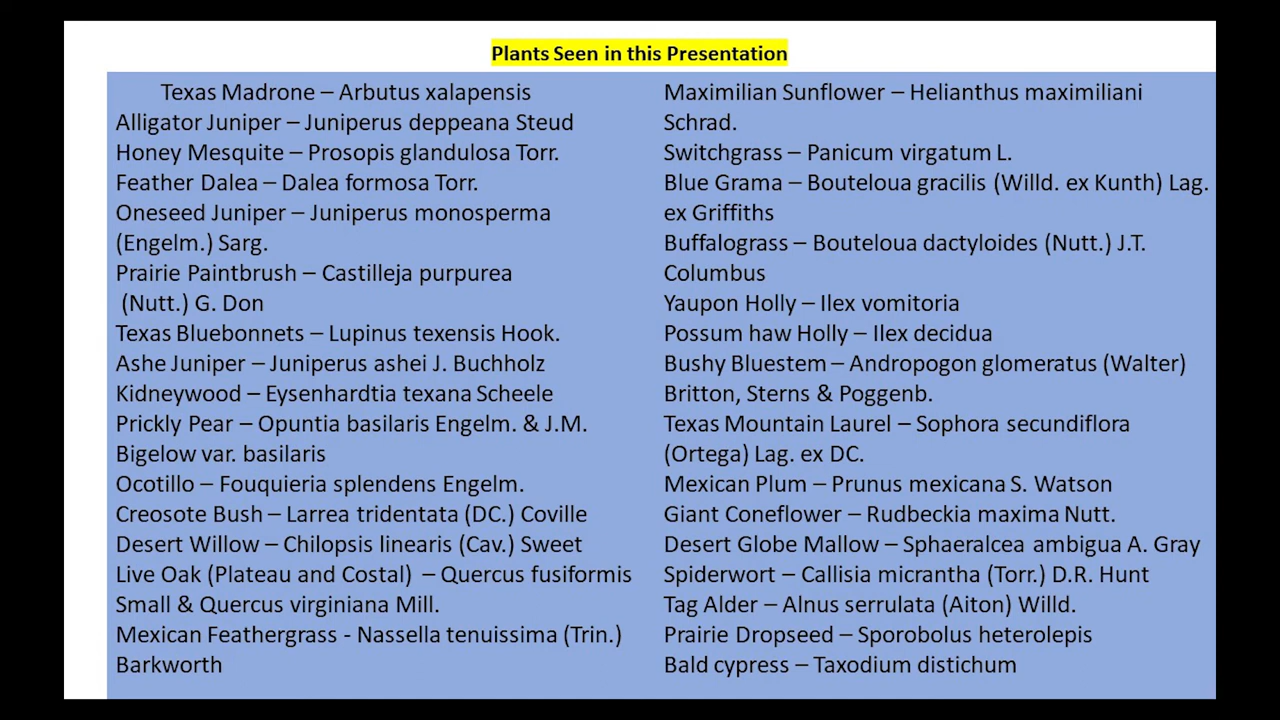 Plants Seen in this Presentation
Texas Madrone – Arbutus xalapensis
Alligator Juniper – Juniperus deppeana Steud
Honey Mesquite – Prosopis glandulosa Torr.
Feather Dalea – Dalea formosa Torr.
Oneseed Juniper – Juniperus monosperma
(Engelm.) Sarg.
Prairie Paintbrush – Castilleja purpurea
(Nutt.) G. Don
Texas Bluebonnets – Lupinus texensis Hook.
Ashe Juniper – Juniperus ashei J. Buchholz
Kidneywood – Eysenhardtia texana Scheele
Prickly Pear – Opuntia basilaris Engelm. & J.M.
Bigelow var. basilaris
Ocotillo – Fouquieria splendens Engelm.
Creosote Bush – Larrea tridentata (DC.) Coville
Desert Willow – Chilopsis linearis (Cav.) Sweet
Live Oak (Plateau and Costal) – Quercus fusiformis
Small & Quercus virginiana Mill.
Mexican Feathergrass - Nassella tenuissima (Trin.)
Barkworth
Maximilian Sunflower – Helianthus maximiliani
Schrad.
Switchgrass – Panicum virgatum L.
Blue Grama – Bouteloua gracilis (Willd. ex Kunth) Lag.
ex Griffiths
Buffalograss – Bouteloua dactyloides (Nutt.) J.T.
Columbus
Yaupon Holly – Ilex vomitoria
Possum haw Holly – Ilex decidua
Bushy Bluestem – Andropogon glomeratus (Walter)
Britton, Sterns & Poggenb.
Texas Mountain Laurel – Sophora secundiflora
(Ortega) Lag. ex DC.
Mexican Plum – Prunus mexicana S. Watson
Giant Coneflower – Rudbeckia maxima Nutt.
Desert Globe Mallow – Sphaeralcea ambigua A. Gray
Spiderwort – Callisia micrantha (Torr.) D.R. Hunt
Tag Alder – Alnus serrulata (Aiton) Willd.
Prairie Dropseed – Sporobolus heterolepis
Bald cypress – Taxodium distichum